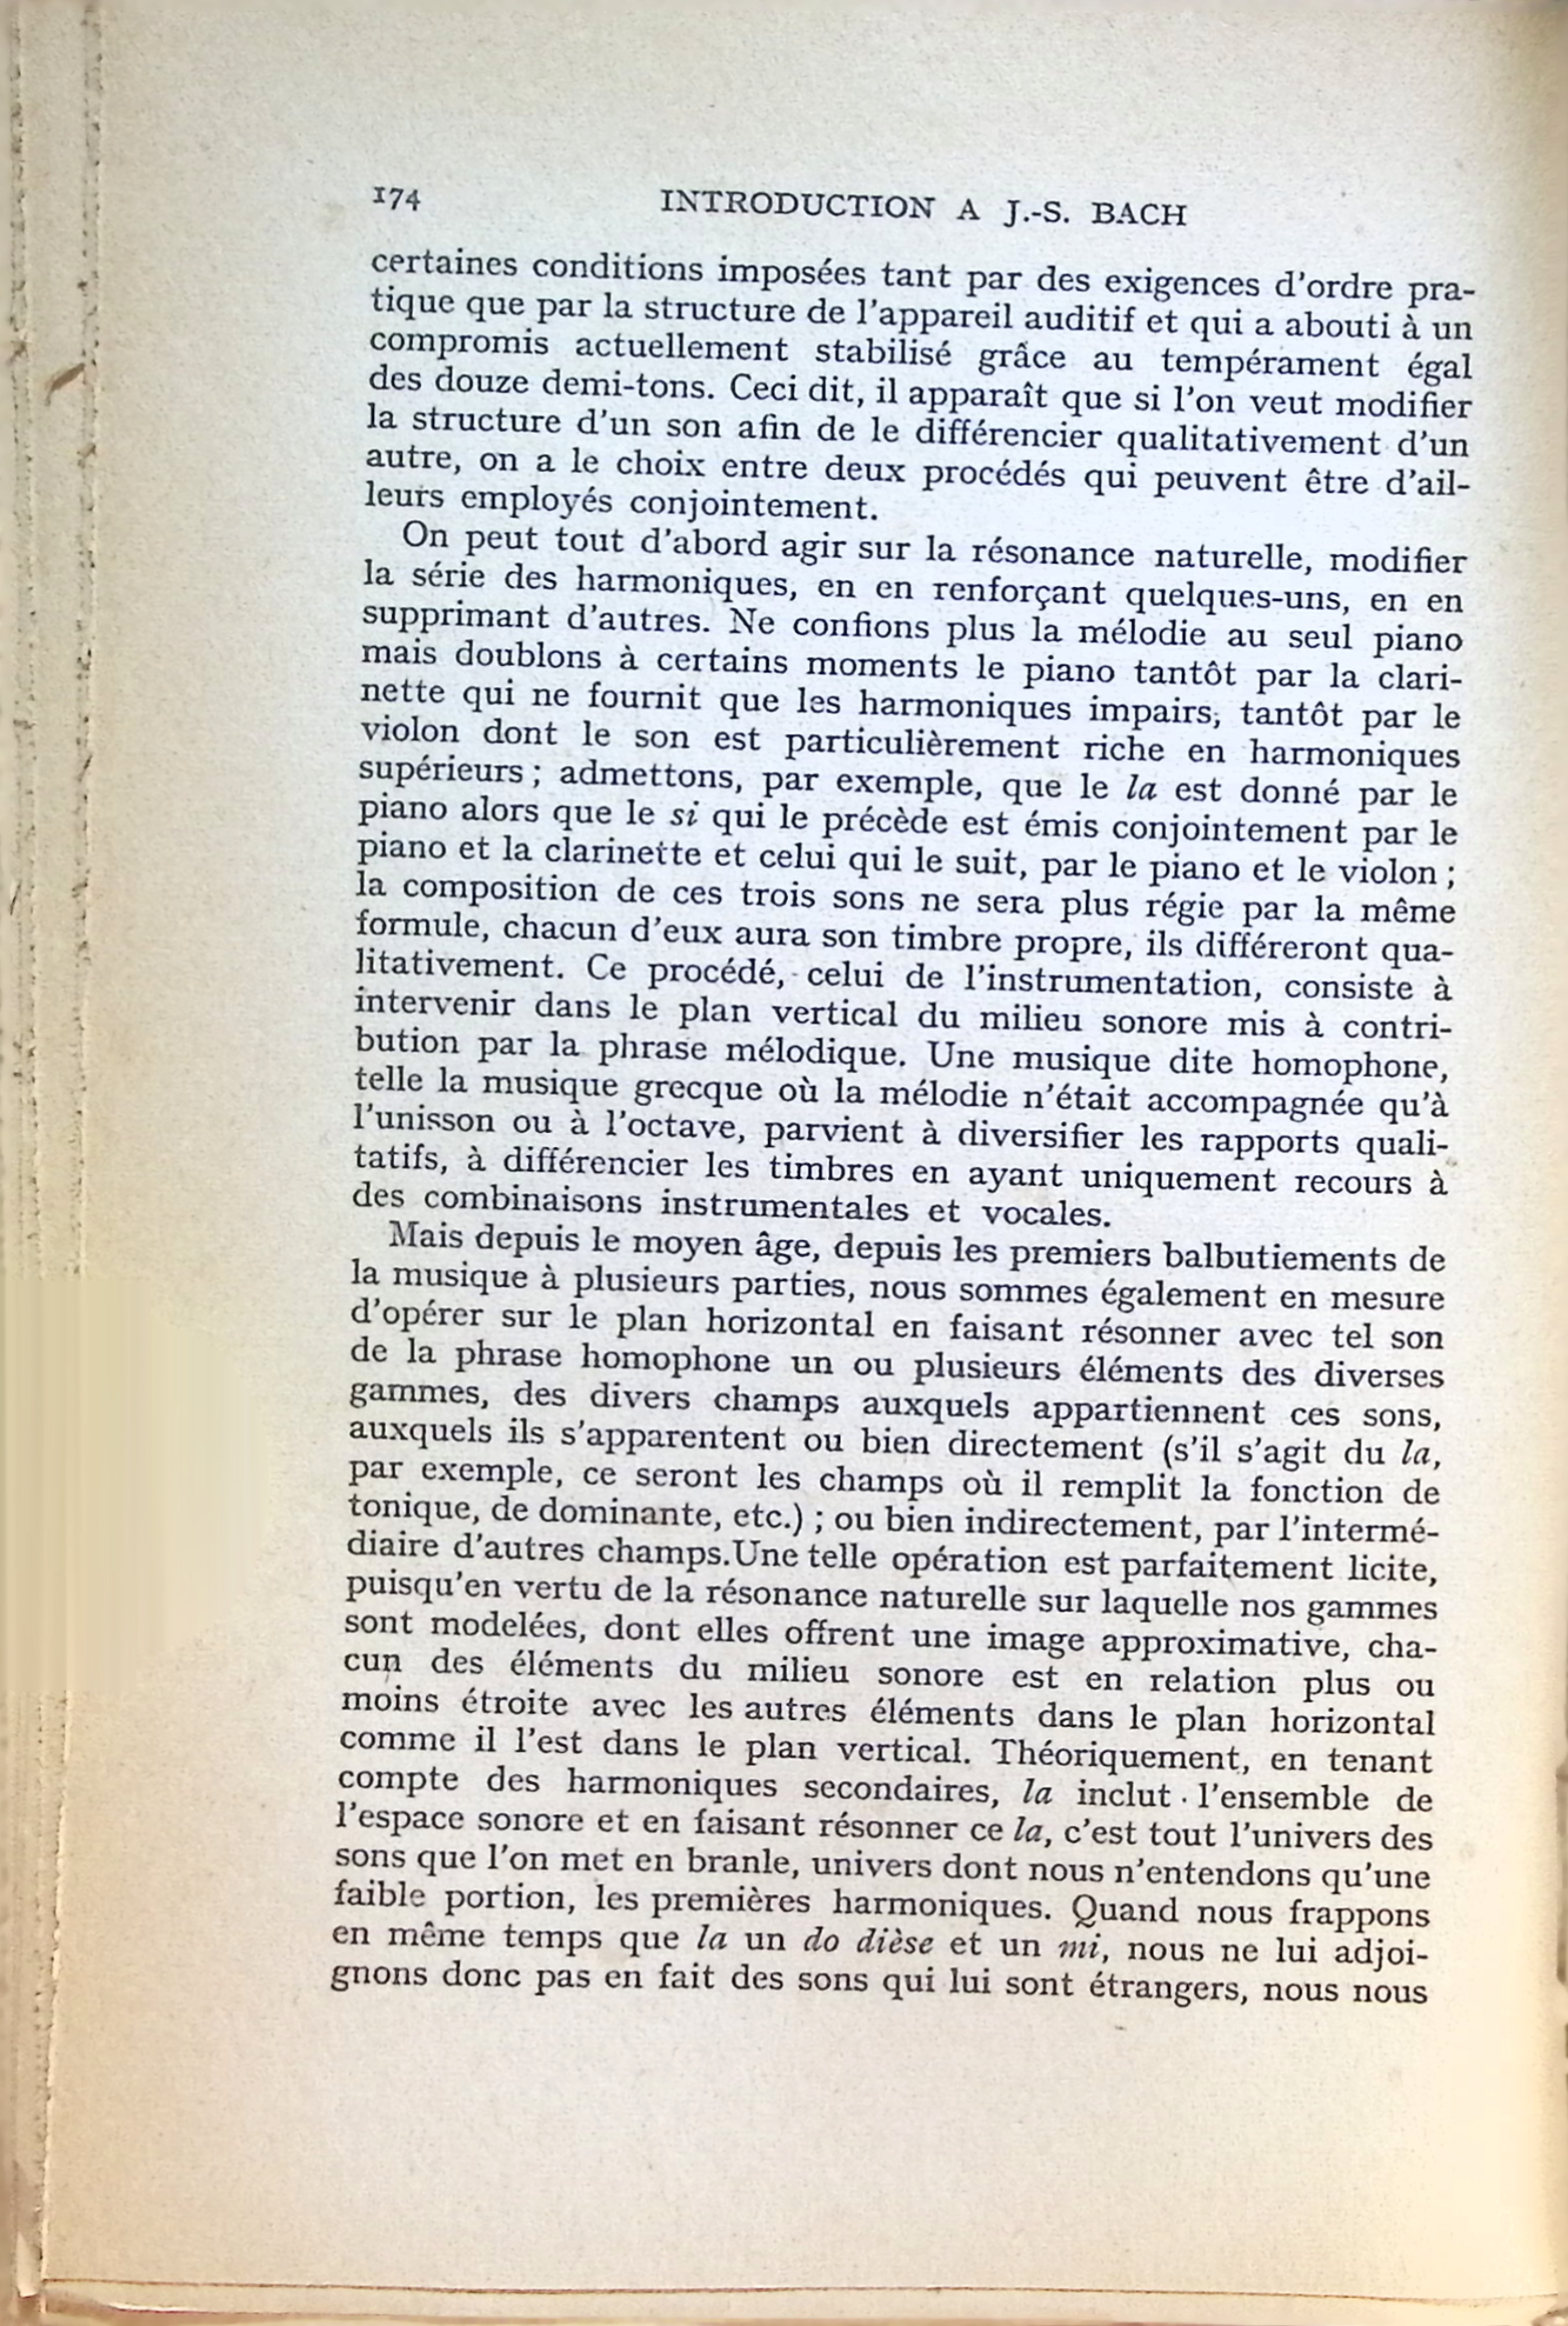 174 INTRODUCTION A J.-S. BACH
certaines conditions imposées tant par des exigences d'ordre pra-
tique que par la structure de l'appareil auditif et qui a abouti à un
compromis actuellement stabilisé grâce au tempérament égal
des douze demi-tons. Ceci dit, il apparaît que si l'on veut modifier
la structure d'un son afin de le différencier qualitativement d'un
autre, on a le choix entre deux procédés qui peuvent être d'ail-
leurs employés conjointement.
On peut tout d'abord agir sur la résonance naturelle, modifier
la série des harmoniques, en en renforçant quelques-uns, en en
supprimant d'autres. Ne confions plus la mélodie au seul piano
mais doublons à certains moments le piano tantôt par la clari-
nette qui ne fournit que les harmoniques impairs, tantôt par le
violon dont le son est particulièrement riche en harmoniques
supérieurs ; admettons, par exemple, que le la est donné par le
piano alors que le si qui le précède est émis conjointement par le
piano et la clarinette et celui qui le suit, par le piano et le violon ;
la composition de ces trois sons ne sera plus régie par la même
formule, chacun d'eux aura son timbre propre, ils différeront qua-
litativement. Ce procédé, celui de l'instrumentation, consiste à
intervenir dans le plan vertical du milieu sonore mis à contri-
bution par la phrase mélodique. Une musique dite homophone,
telle la musique grecque où la mélodie n'était accompagnée qu'à
l'unisson ou à l'octave, parvient à diversifier les rapports quali-
tatifs, à différencier les timbres en ayant uniquement recours à
des combinaisons instrumentales et vocales.
Mais depuis le moyen âge, depuis les premiers balbutiements de
la musique à plusieurs parties, nous sommes également en mesure
d'opérer sur le plan horizontal en faisant résonner avec tel son
de la phrase homophone un ou plusieurs éléments des diverses
gammes, des divers champs auxquels appartiennent ces sons,
auxquels ils s'apparentent ou bien directement (s'il s'agit du la,
par exemple, ce seront les champs où il remplit la fonction de
tonique, de dominante, etc.) ; ou bien indirectement, par l'intermé-
diaire d'autres champs.Une telle opération est parfaitement licite,
puisqu'en vertu de la résonance naturelle sur laquelle nos gammes
sont modelées, dont elles offrent une image approximative, cha-
cun des éléments du milieu sonore est en relation plus ou
moins étroite avec les autres éléments dans le plan horizontal
comme il l'est dans le plan vertical. Théoriquement, en tenant
compte des harmoniques secondaires, la inclut l'ensemble de
l'espace sonore et en faisant résonner ce la, c'est tout l'univers des
sons que l'on met en branle, univers dont nous n'entendons qu'une
faible portion, les premières harmoniques. Quand nous frappons
en même temps que la un do dièse et un mi, nous ne lui adjoi-
gnons donc pas en fait des sons qui lui sont étrangers, nous nous